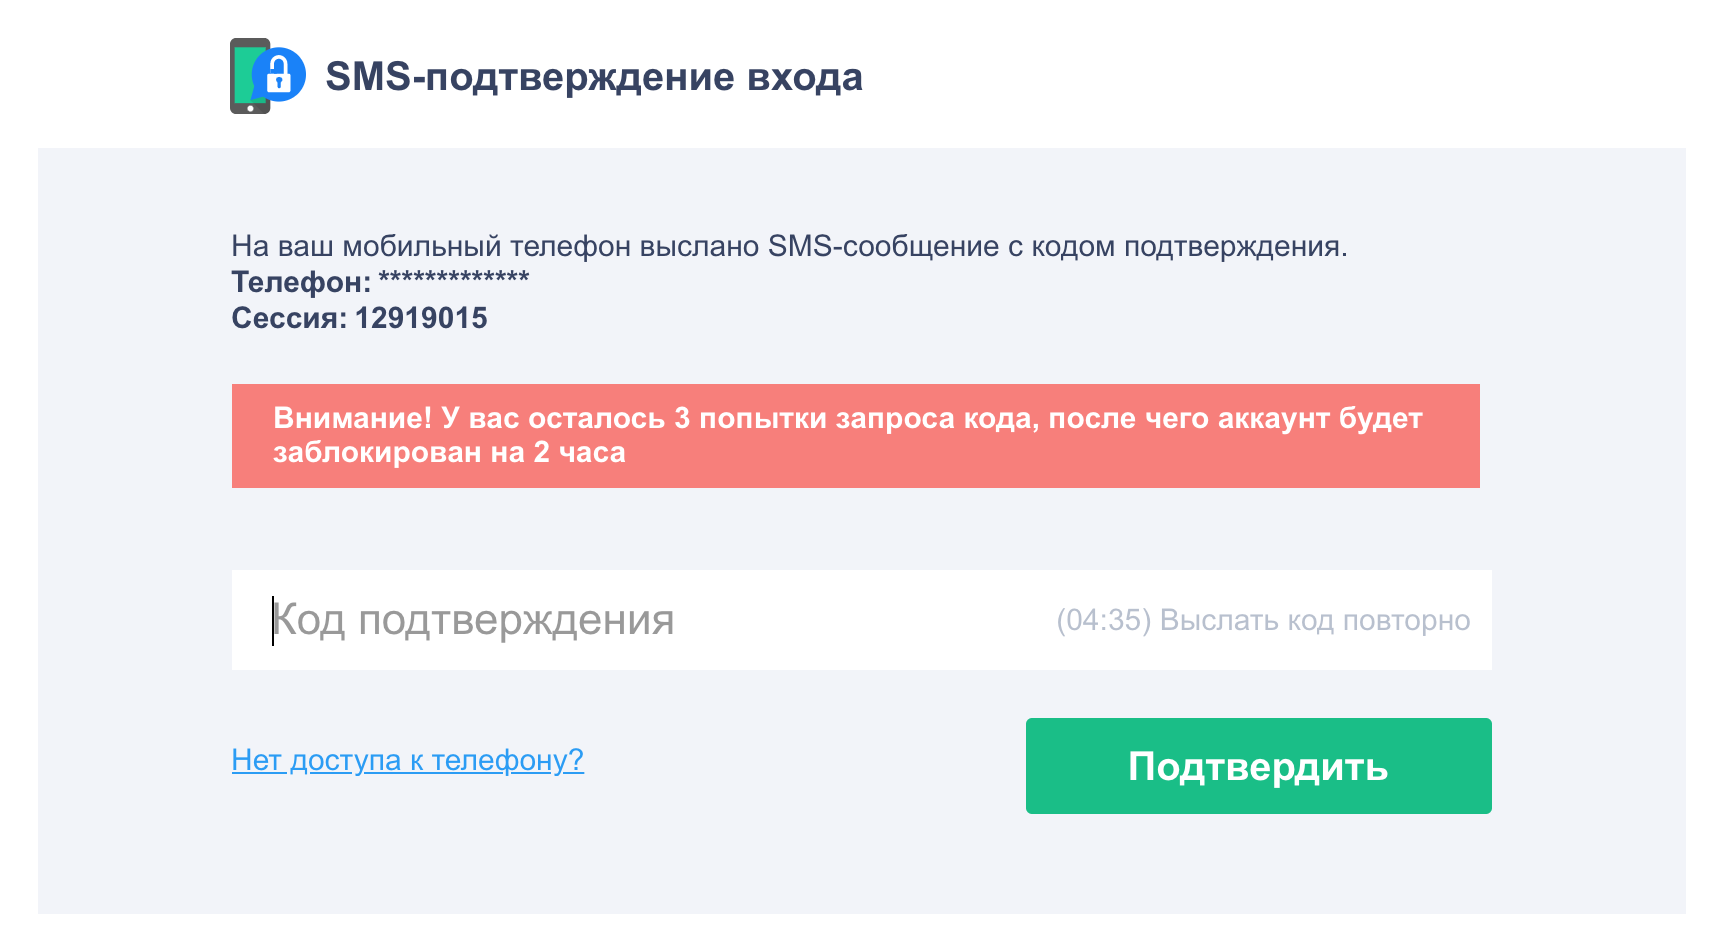 SMS-подтверждение входа
На ваш мобильный телефон выслано SMS-сообщение с кодом подтверждения.
Телефон: *************
Сессия: 12919015
Внимание! У вас осталось 3 попытки запроса кода, после чего аккаунт будет
заблокирован на 2 часа
Код подтверждения (04:35) Выслать код повторно
Нет доступа к телефону? Подтвердить